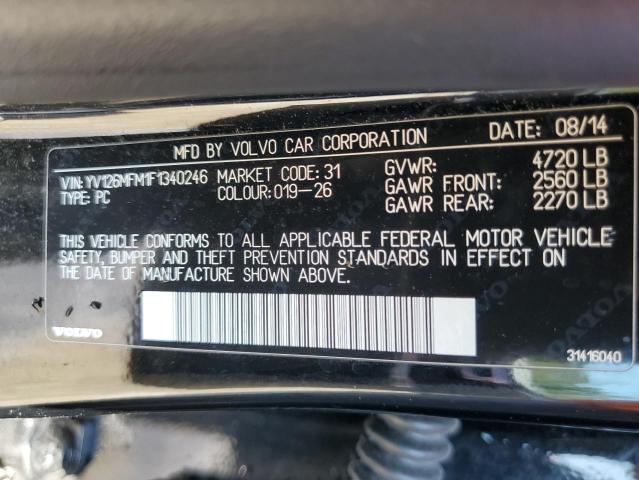 MFD BY VOLVO CAR CORPORATION DATE: 08/14
VIN: YV126MFM1F1340246 MARKET CODE: 31 GVWR: 4720 LB
TYPE: PC COLOUR: 019-26 GAWR FRONT: 2560 LB
GAWR REAR: 2270 LB
THIS VEHICLE CONFORMS TO ALL APPLICABLE FEDERAL MOTOR VEHICLE
SAFETY, BUMPER AND THEFT PREVENTION STANDARDS IN EFFECT ON
THE DATE OF MANUFACTURE SHOWN ABOVE.
VOLVO 31416040